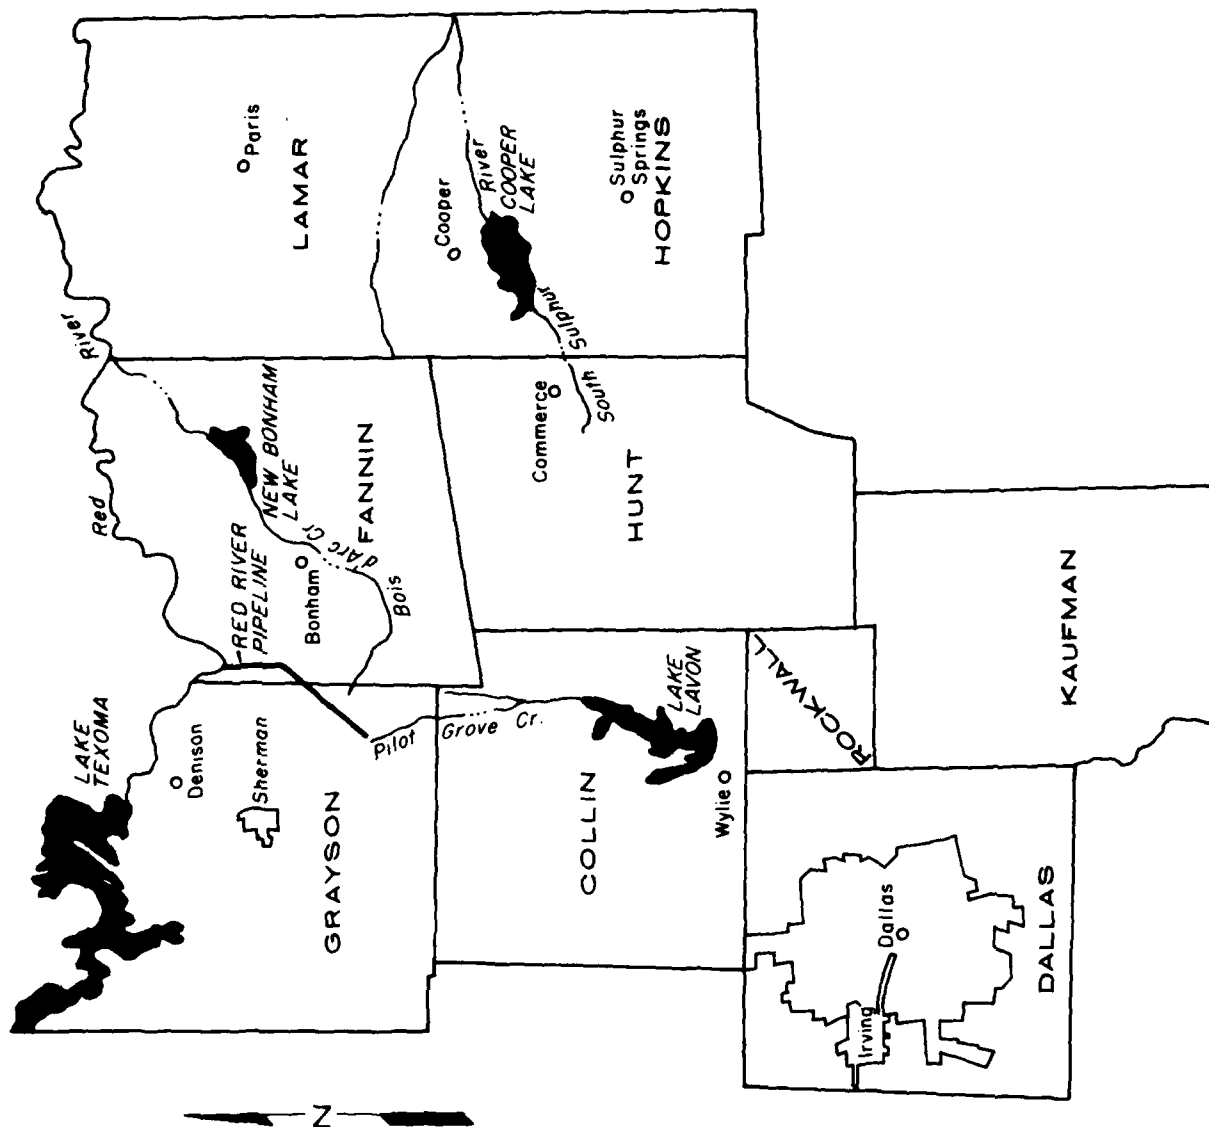 LAKE
TEXOMA
Denison
Sherman
GRAYSON
Red
River
RED RIVER
PIPELINE
Bonham
NEW BONHAM
LAKE
FANNIN
Bois
d'Arc Cr
Paris
LAMAR
Cooper
River
COOPER
LAKE
Sulphur
Springs
HOPKINS
South
Sulphur
Commerce
HUNT
Pilot Grove Cr.
LAKE
LAVON
COLLIN
Wylie
ROCKWALL
KAUFMAN
Dallas
Irving
DALLAS
N